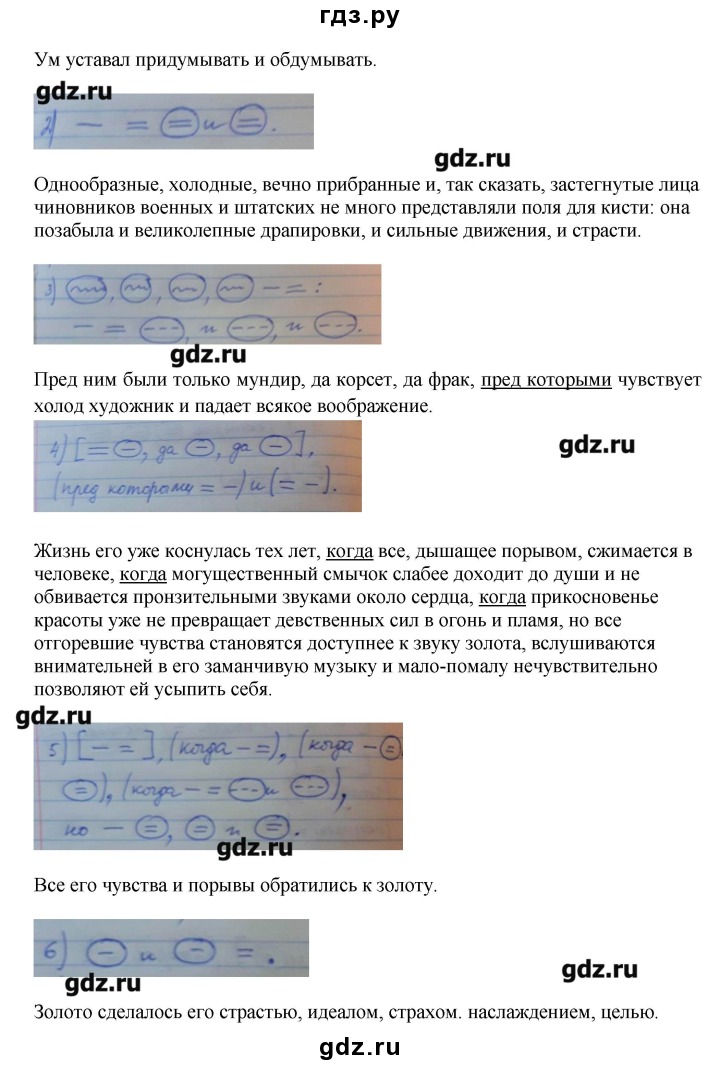 гдз.ру
Ум уставал придумывать и обдумывать.
gdz.ru
2) – = = и = .
gdz.ru
Однообразные, холодные, вечно прибранные и, так сказать, застегнутые лица
чиновников военных и штатских не много представляли поля для кисти: она
позабыла и великолепные драпировки, и сильные движения, и страсти.
3) , , , – = :
– = ---, и ---, и ---.
gdz.ru
Пред ним были только мундир, да корсет, да фрак, пред которыми чувствует
холод художник и падает всякое воображение.
gdz.ru
4) [= –, да –, да –],
(пред которыми = –) и (= –).
Жизнь его уже коснулась тех лет, когда все, дышащее порывом, сжимается в
человеке, когда могущественный смычок слабее доходит до души и не
обвивается пронзительными звуками около сердца, когда прикосновенье
красоты уже не превращает девственных сил в огонь и пламя, но все
отгоревшие чувства становятся доступнее к звуку золота, вслушиваются
внимательней в его заманчивую музыку и мало-помалу нечувствительно
позволяют ей усыпить себя.
gdz.ru
5) [– =], (когда – =), (когда – =
=), (когда – = --- и ---),
но – =, = и =.
gdz.ru
Все его чувства и порывы обратились к золоту.
6) – и – = .
gdz.ru
gdz.ru
Золото сделалось его страстью, идеалом, страхом. наслаждением, целью.
gdz.ru